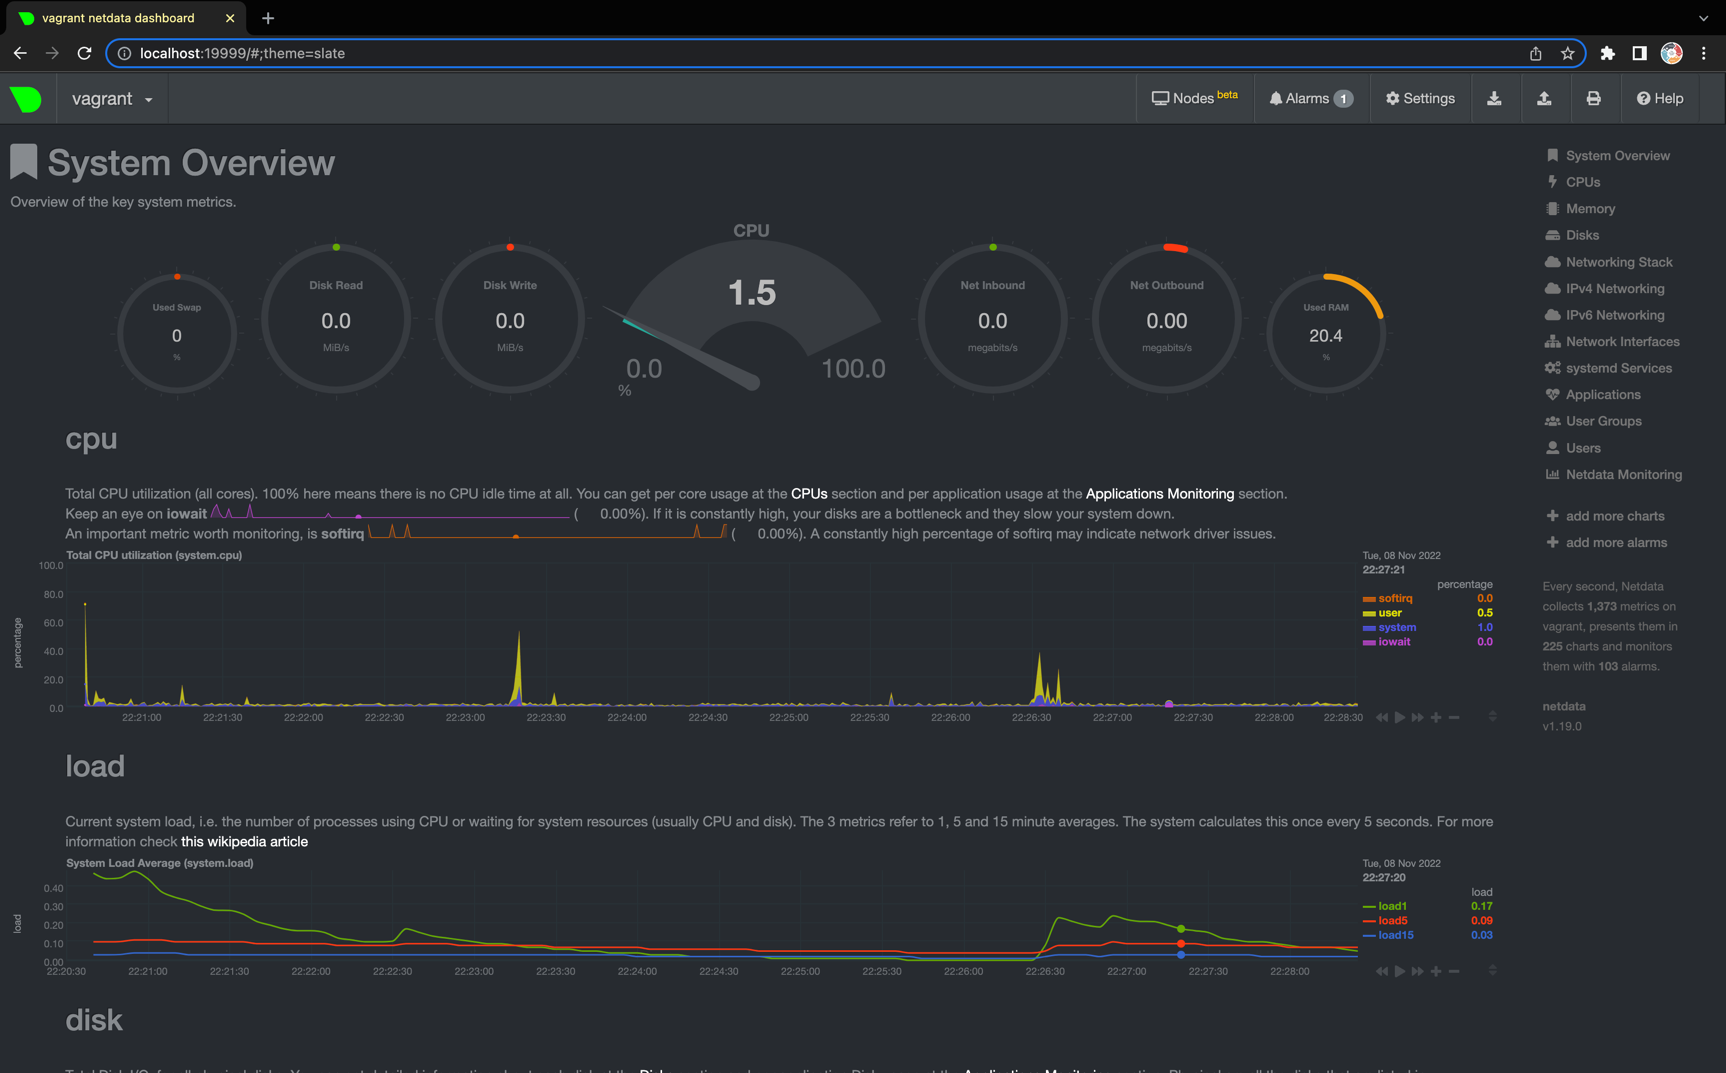 vagrant netdata dashboard
localhost:19999/#;theme=slate
vagrant
Nodes beta
Alarms 1
Settings
Help
System Overview
Overview of the key system metrics.
Used Swap
0
%
Disk Read
0.0
MiB/s
Disk Write
0.0
MiB/s
CPU
1.5
0.0
100.0
%
Net Inbound
0.0
megabits/s
Net Outbound
0.00
megabits/s
Used RAM
20.4
%
cpu
Total CPU utilization (all cores). 100% here means there is no CPU idle time at all. You can get per core usage at the CPUs section and per application usage at the Applications Monitoring section.
Keep an eye on iowait ( 0.00%). If it is constantly high, your disks are a bottleneck and they slow your system down.
An important metric worth monitoring, is softirq ( 0.00%). A constantly high percentage of softirq may indicate network driver issues.
Total CPU utilization (system.cpu)
percentage
100.0
80.0
60.0
40.0
20.0
0.0
22:21:00 22:21:30 22:22:00 22:22:30 22:23:00 22:23:30 22:24:00 22:24:30 22:25:00 22:25:30 22:26:00 22:26:30 22:27:00 22:27:30 22:28:00 22:28:30
Tue, 08 Nov 2022
22:27:21
percentage
softirq 0.0
user 0.5
system 1.0
iowait 0.0
load
Current system load, i.e. the number of processes using CPU or waiting for system resources (usually CPU and disk). The 3 metrics refer to 1, 5 and 15 minute averages. The system calculates this once every 5 seconds. For more
information check this wikipedia article
System Load Average (system.load)
load
0.40
0.30
0.20
0.10
0.00
22:20:30 22:21:00 22:21:30 22:22:00 22:22:30 22:23:00 22:23:30 22:24:00 22:24:30 22:25:00 22:25:30 22:26:00 22:26:30 22:27:00 22:27:30 22:28:00
Tue, 08 Nov 2022
22:27:20
load
load1 0.17
load5 0.09
load15 0.03
disk
System Overview
CPUs
Memory
Disks
Networking Stack
IPv4 Networking
IPv6 Networking
Network Interfaces
systemd Services
Applications
User Groups
Users
Netdata Monitoring
add more charts
add more alarms
Every second, Netdata
collects 1,373 metrics on
vagrant, presents them in
225 charts and monitors
them with 103 alarms.
netdata
v1.19.0